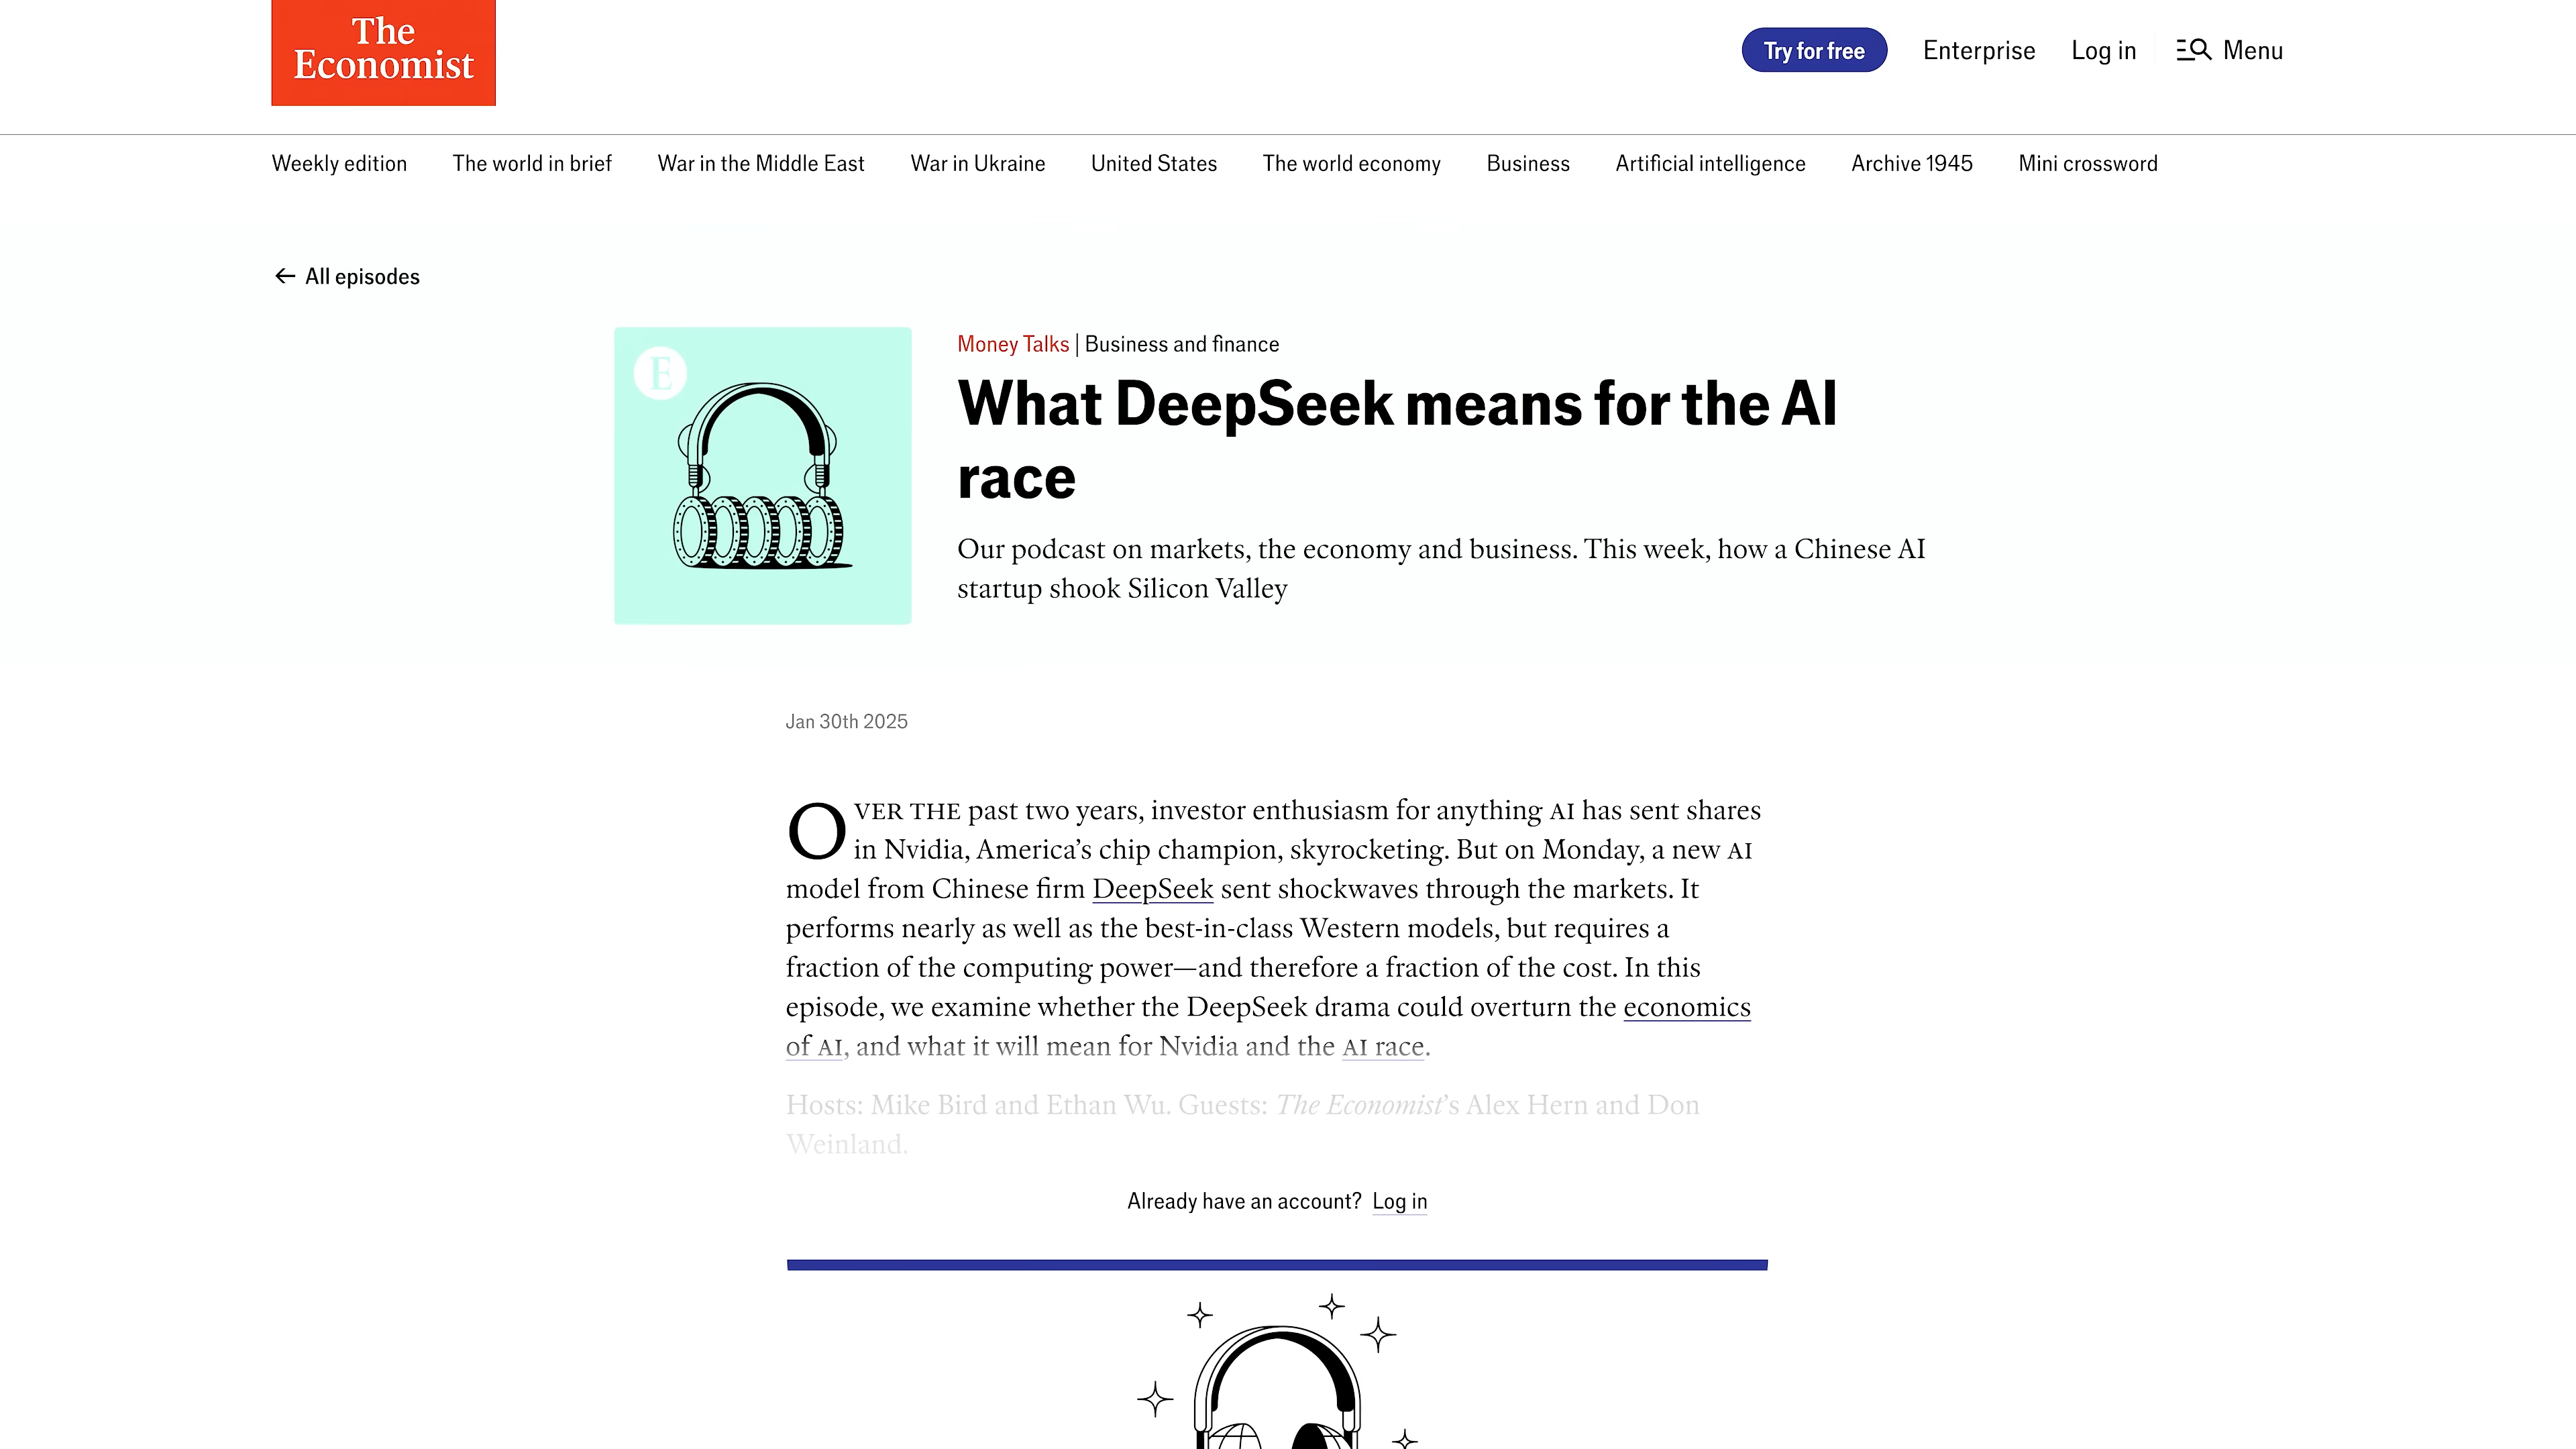 The
Economist
Try for free
Enterprise
Log in
Menu
Weekly edition
The world in brief
War in the Middle East
War in Ukraine
United States
The world economy
Business
Artificial intelligence
Archive 1945
Mini crossword
← All episodes
E
Money Talks | Business and finance
What DeepSeek means for the AI
race
Our podcast on markets, the economy and business. This week, how a Chinese AI
startup shook Silicon Valley
Jan 30th 2025
OVER THE past two years, investor enthusiasm for anything AI has sent shares
in Nvidia, America’s chip champion, skyrocketing. But on Monday, a new AI
model from Chinese firm DeepSeek sent shockwaves through the markets. It
performs nearly as well as the best-in-class Western models, but requires a
fraction of the computing power—and therefore a fraction of the cost. In this
episode, we examine whether the DeepSeek drama could overturn the economics
of AI, and what it will mean for Nvidia and the AI race.
Hosts: Mike Bird and Ethan Wu. Guests: The Economist’s Alex Hern and Don
Weinland.
Already have an account? Log in